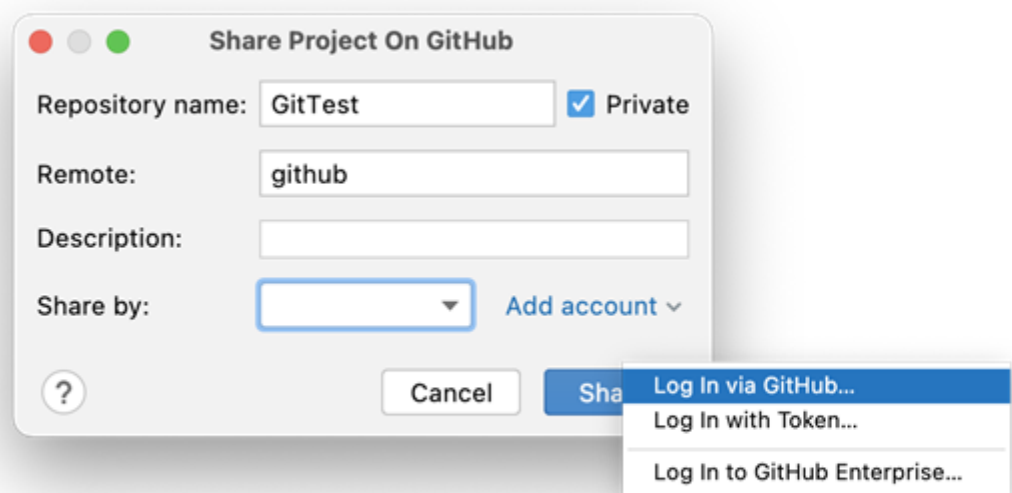 Share Project On GitHub
Repository name: GitTest Private
Remote: github
Description:
Share by: Add account
? Cancel Sha
Log In via GitHub...
Log In with Token...
Log In to GitHub Enterprise...